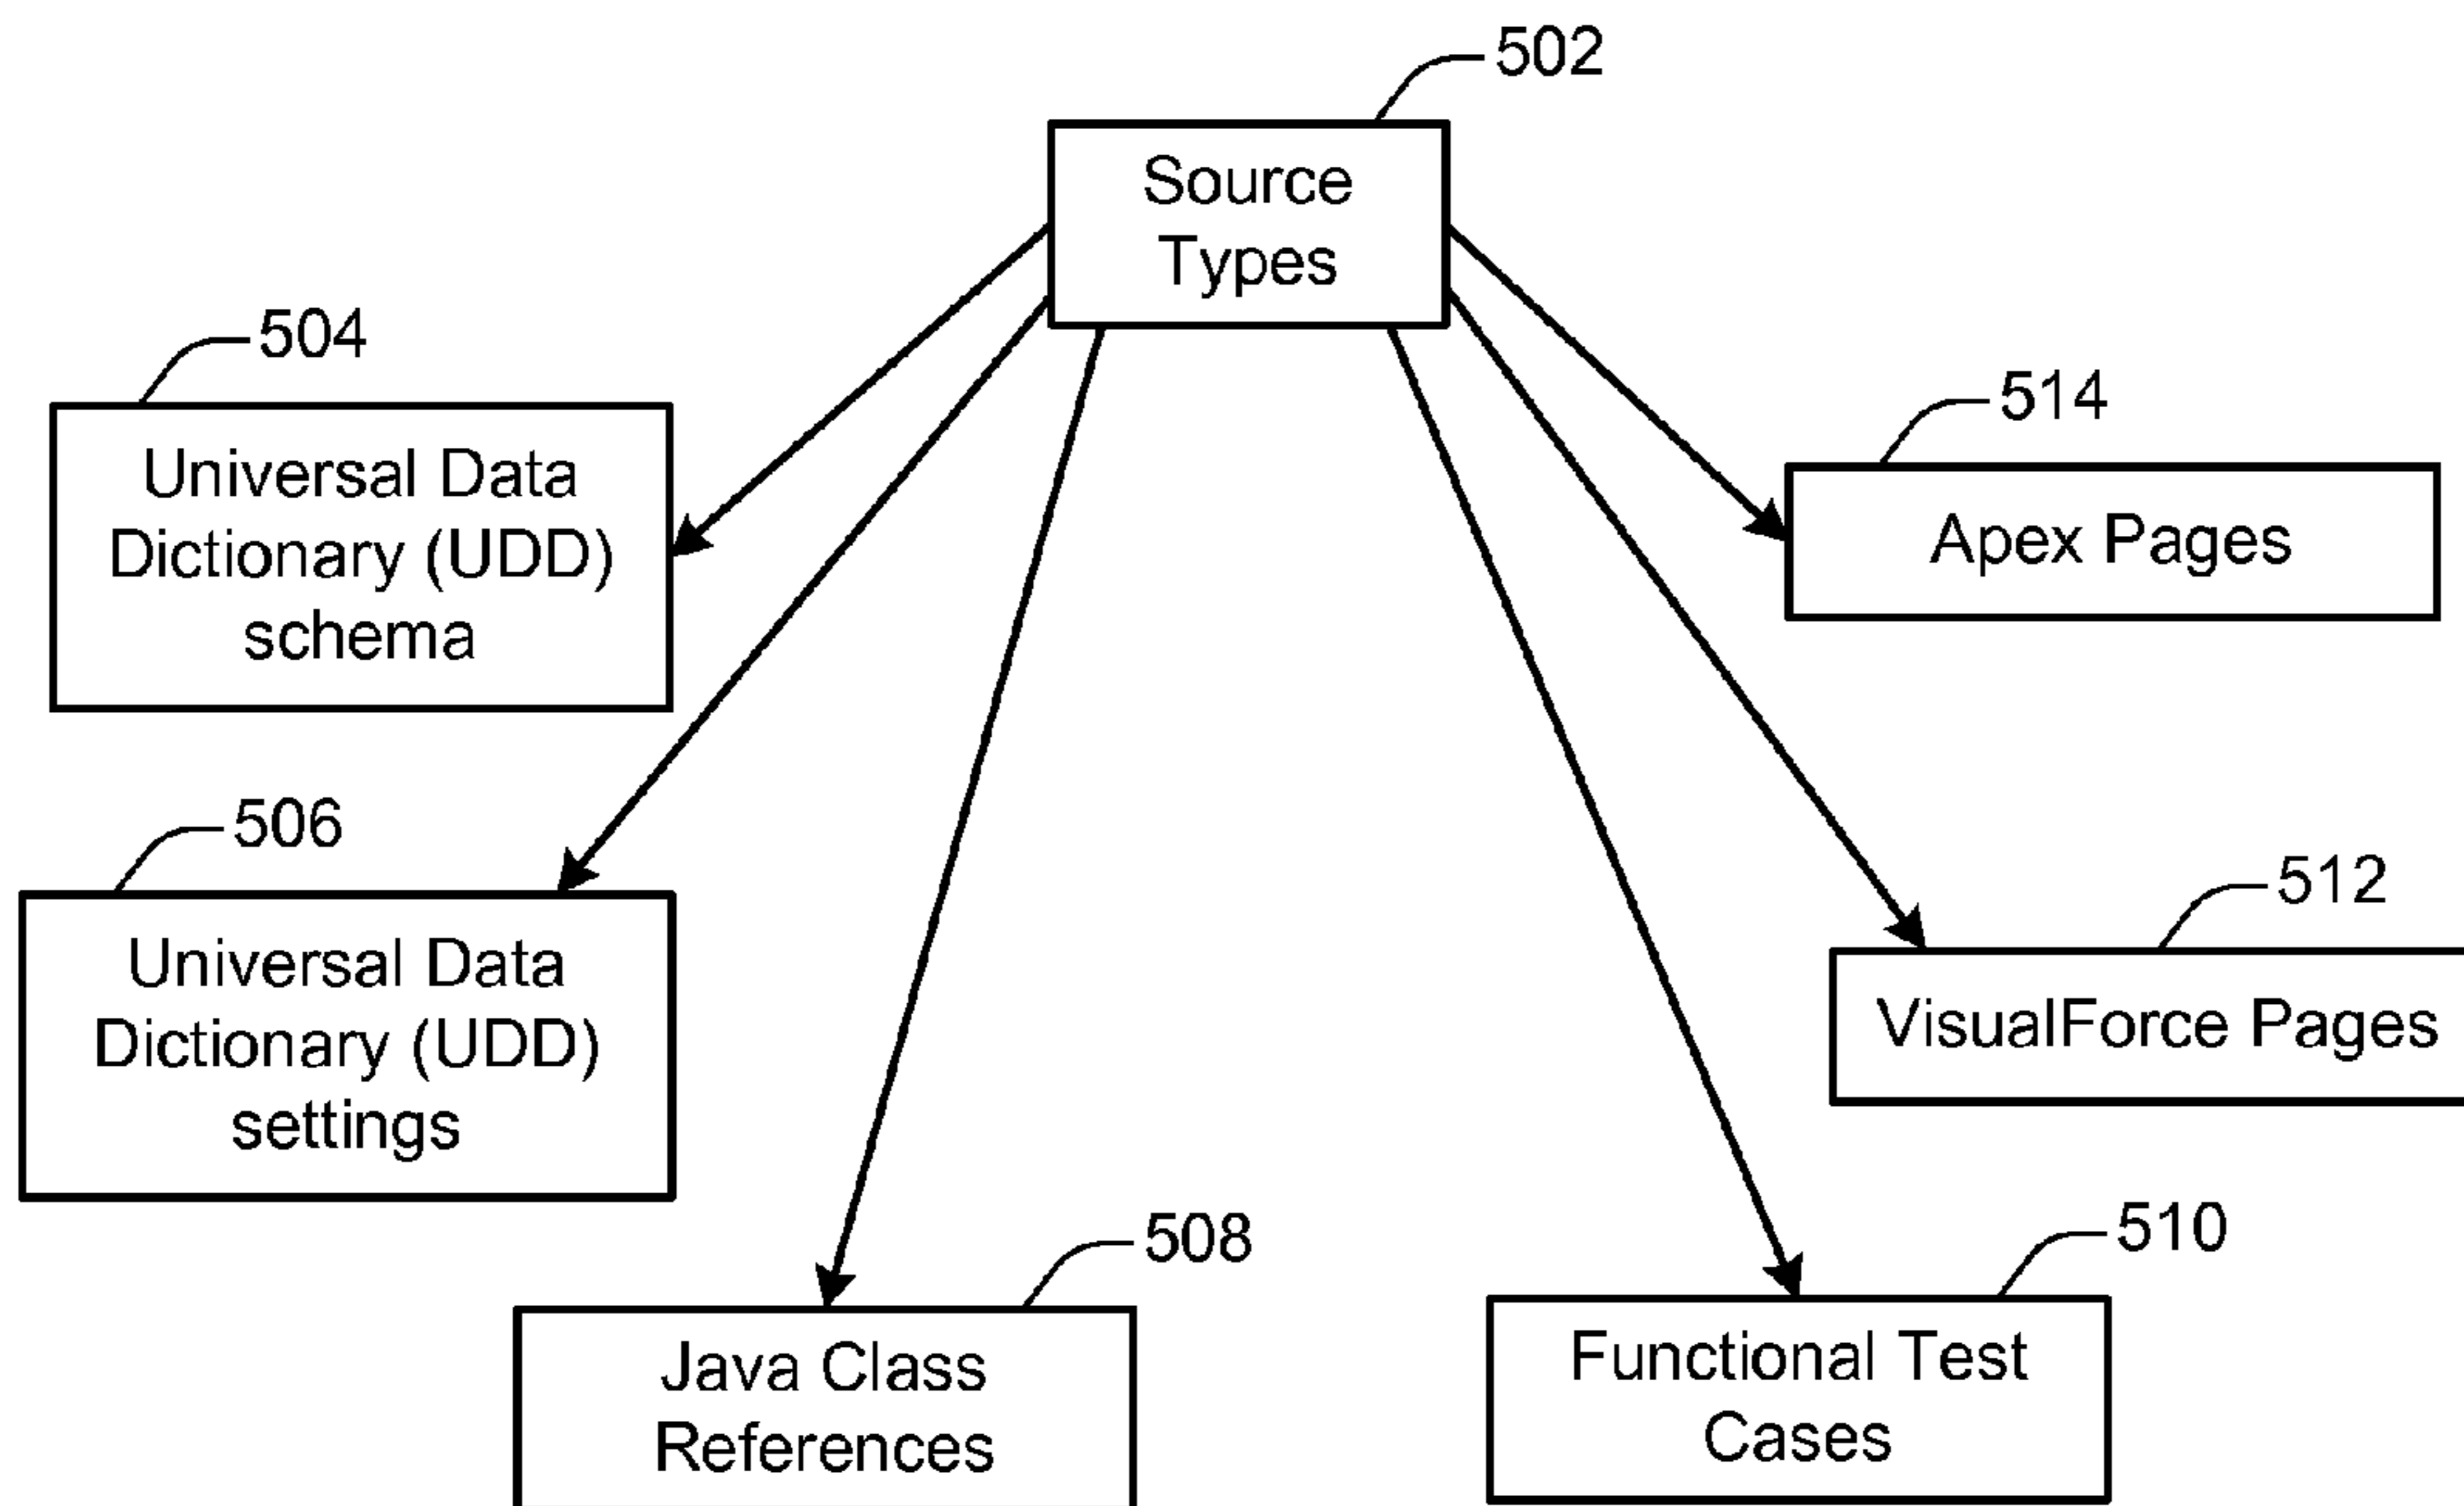 502
Source
Types
504
Universal Data
Dictionary (UDD)
schema
514
Apex Pages
506
Universal Data
Dictionary (UDD)
settings
512
VisualForce Pages
508
Java Class
References
510
Functional Test
Cases